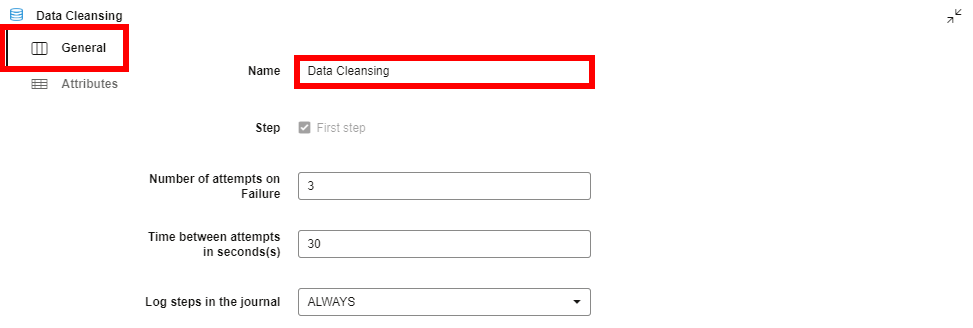 Data Cleansing
General
Attributes
Name
Data Cleansing
Step
First step
Number of attempts on
Failure
3
Time between attempts
in seconds(s)
30
Log steps in the journal
ALWAYS